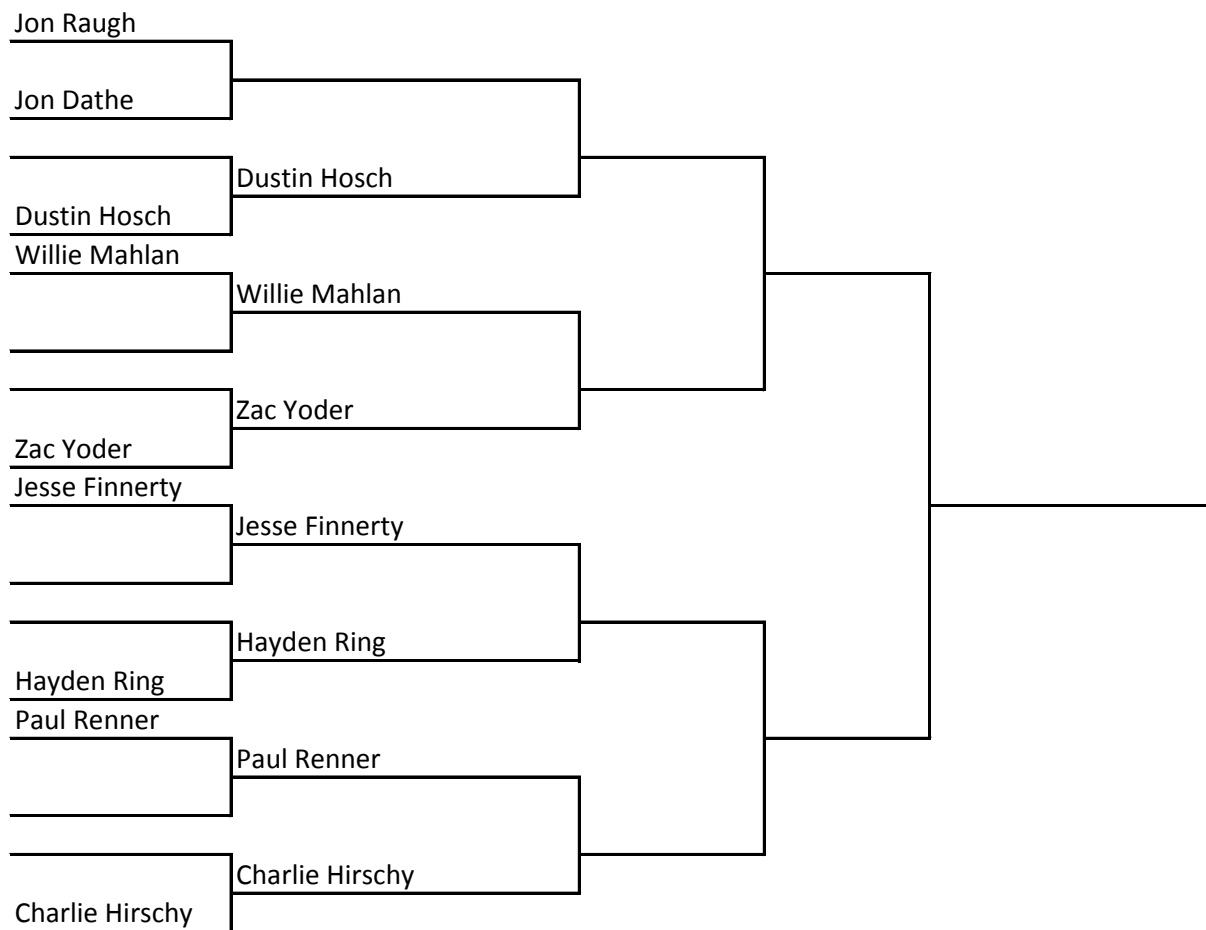 Jon Raugh
Jon Dathe
Dustin Hosch
Dustin Hosch
Willie Mahlan
Willie Mahlan
Zac Yoder
Zac Yoder
Jesse Finnerty
Jesse Finnerty
Hayden Ring
Hayden Ring
Paul Renner
Paul Renner
Charlie Hirschy
Charlie Hirschy